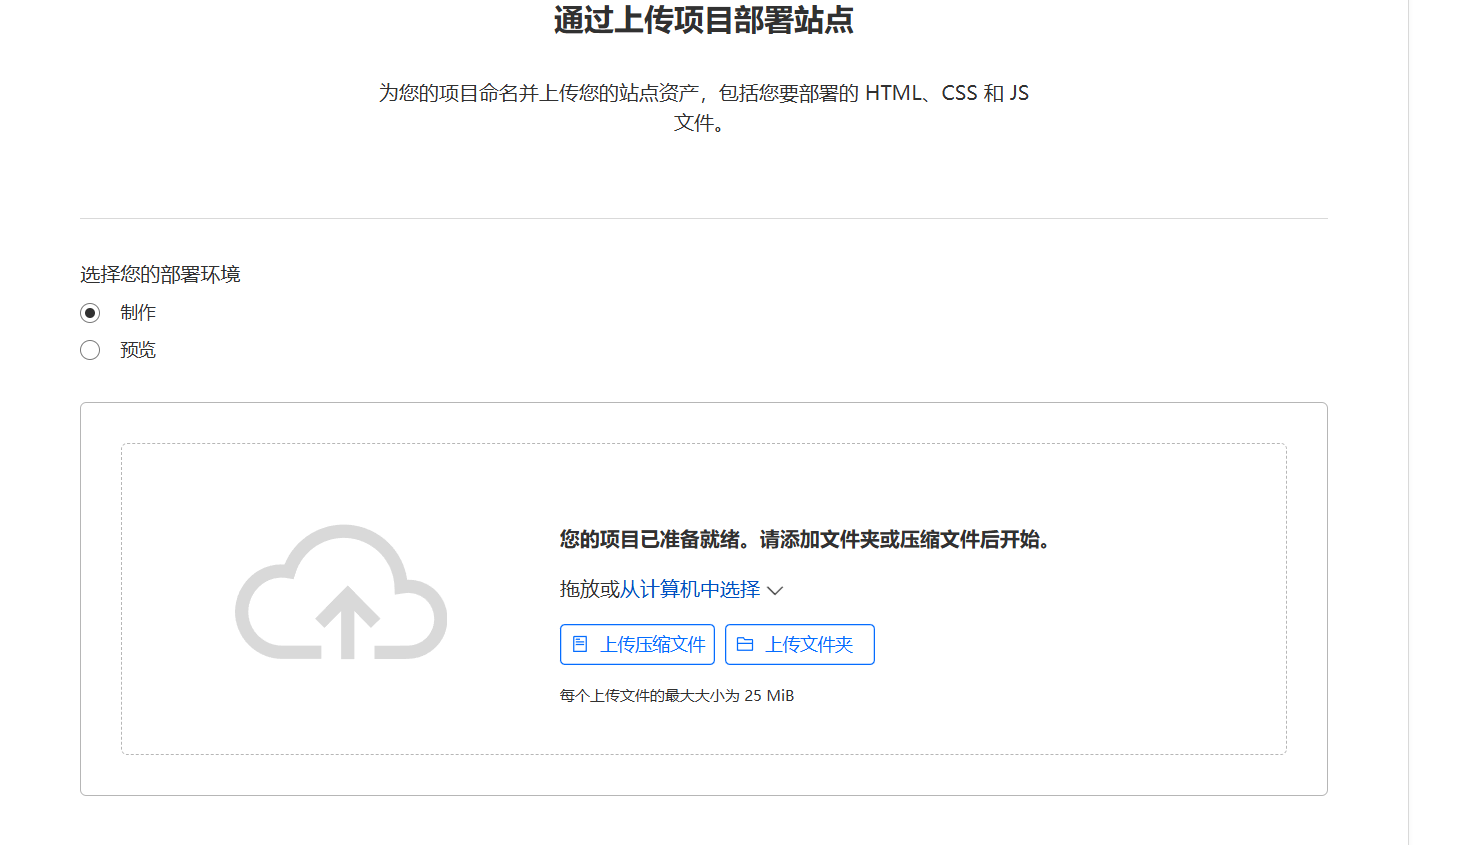 通过上传项目部署站点
为您的项目命名并上传您的站点资产，包括您要部署的 HTML、CSS 和 JS
文件。
选择您的部署环境
制作
预览
您的项目已准备就绪。请添加文件夹或压缩文件后开始。
拖放或从计算机中选择
上传压缩文件 上传文件夹
每个上传文件的最大大小为 25 MiB